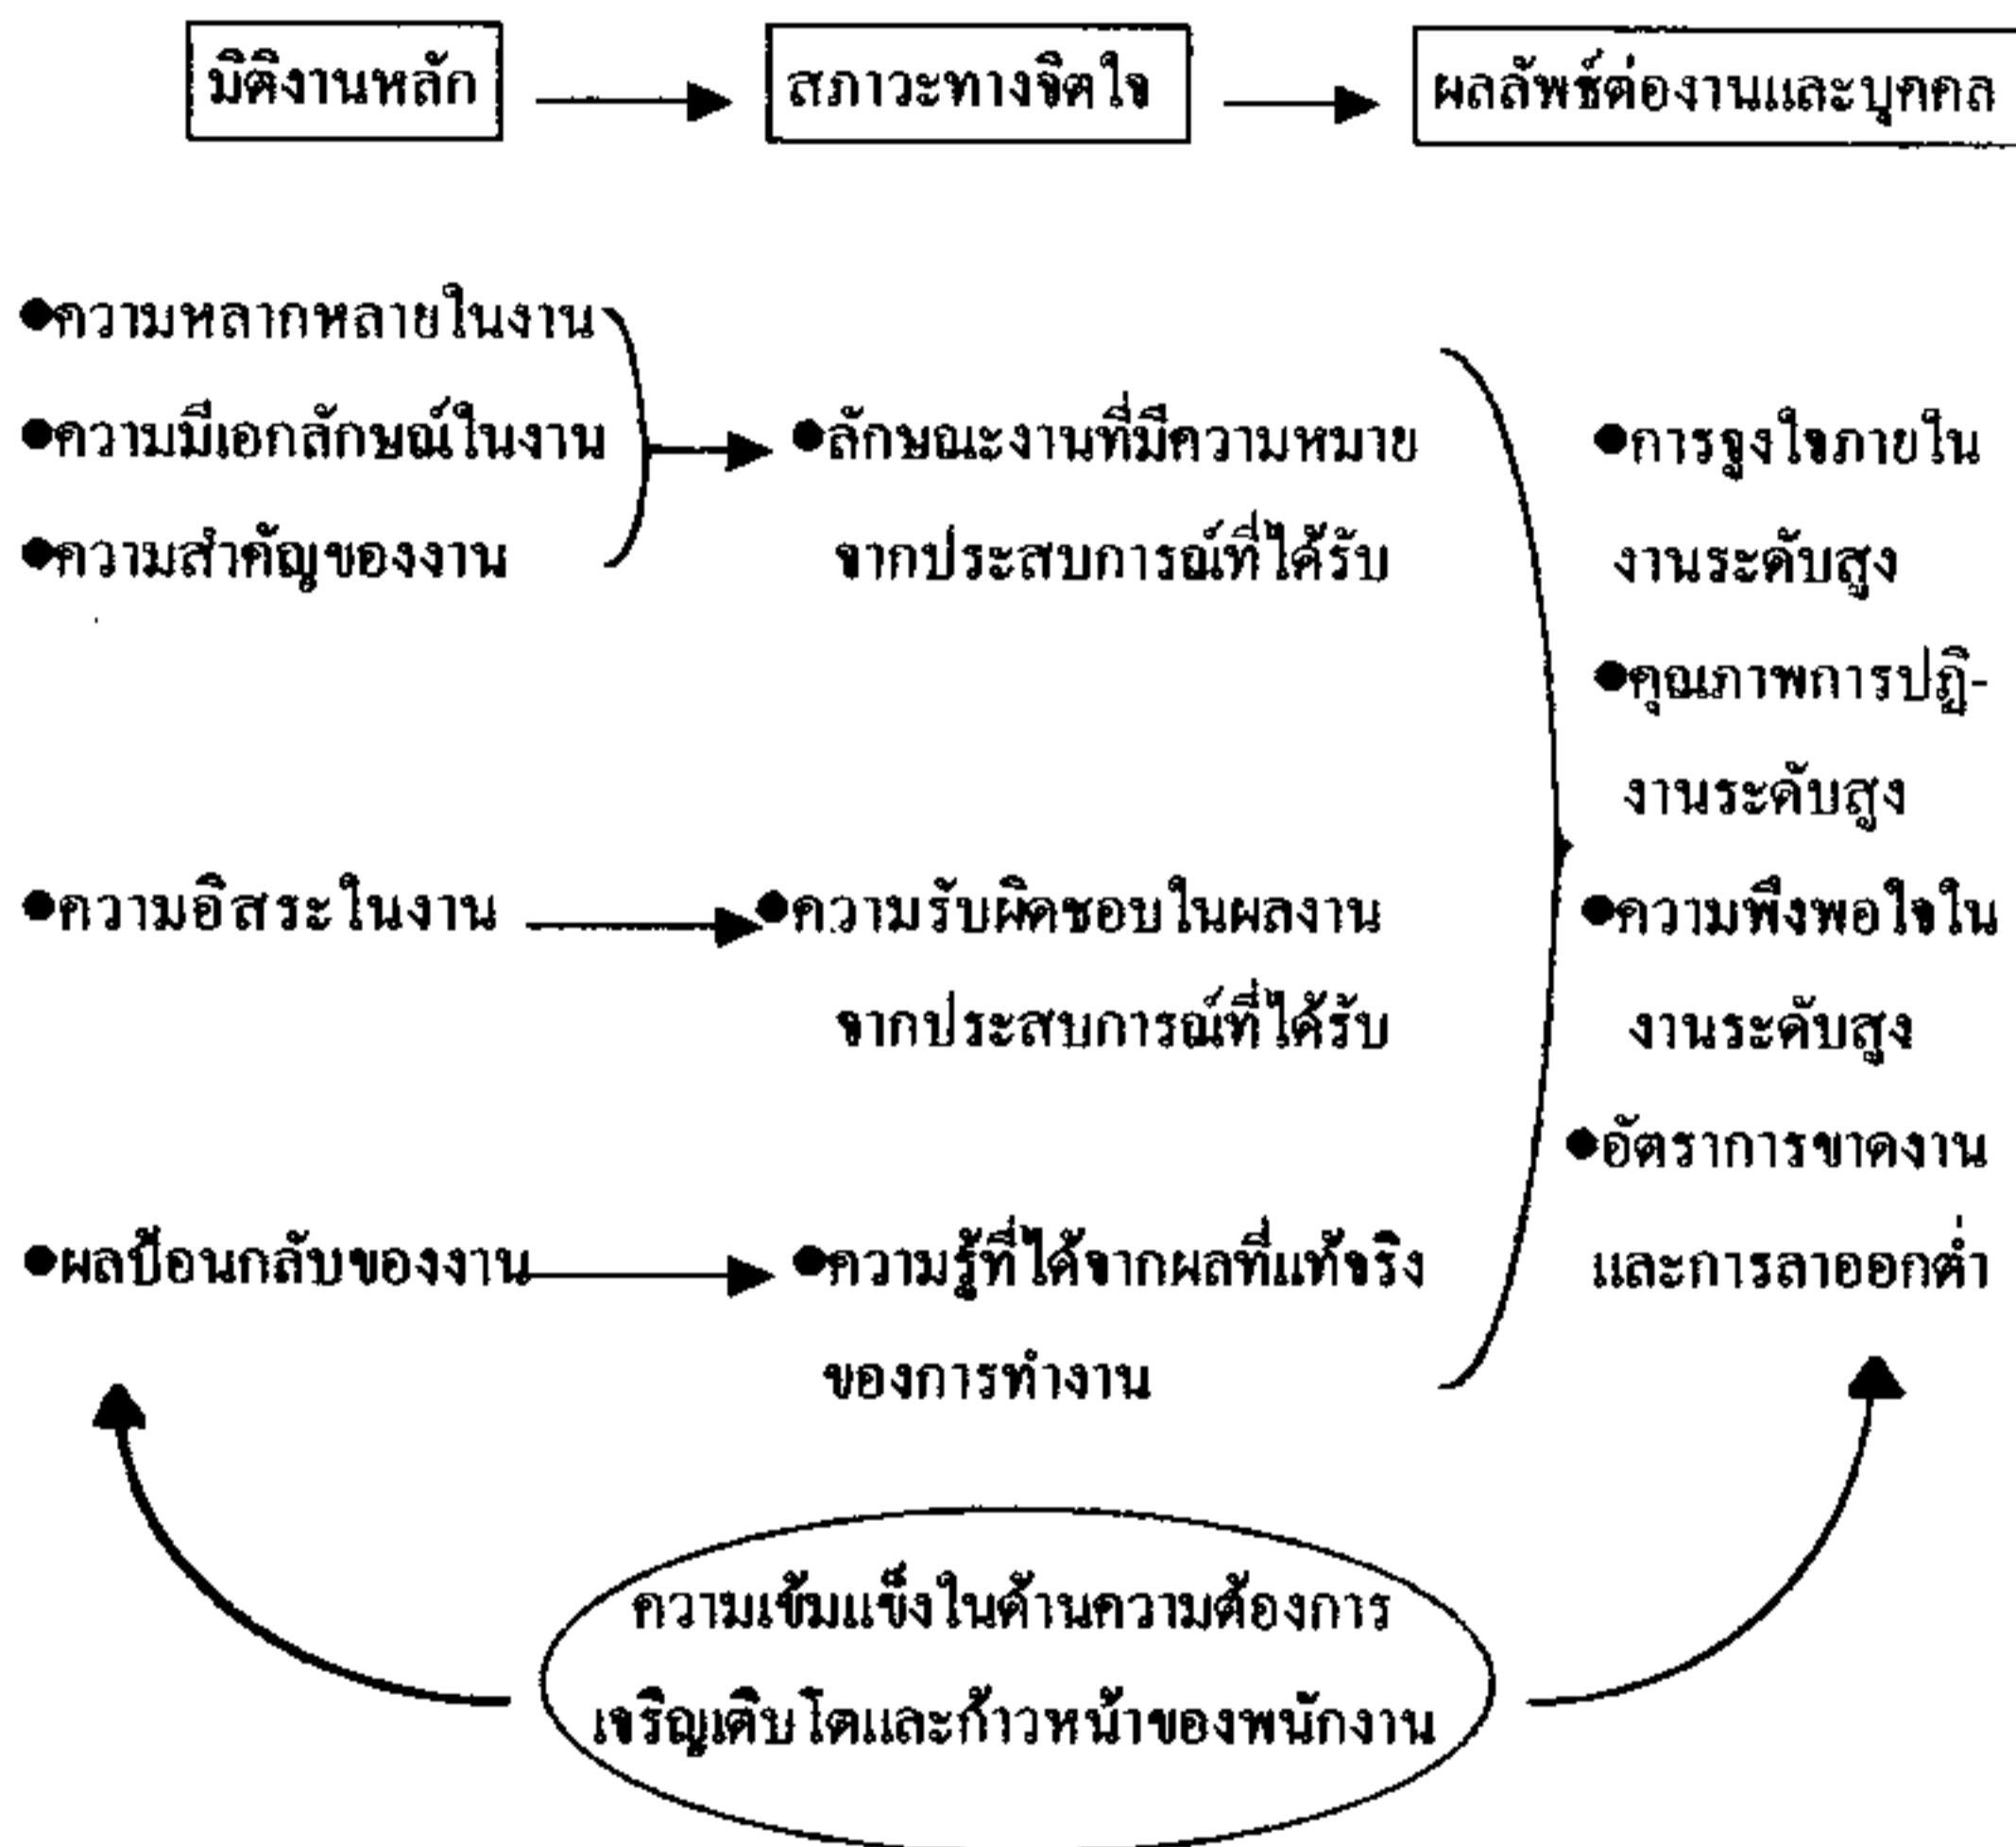 มิติงานหลัก
สภาวะทางจิตใจ
ผลลัพธ์ต่องานและบุคคล
●ความหลากหลายในงาน
●ความมีเอกลักษณ์ในงาน
●ความสำคัญของงาน
●ความอิสระในงาน
●ผลป้อนกลับของงาน
●ลักษณะงานที่มีความหมาย
จากประสบการณ์ที่ได้รับ
●ความรับผิดชอบในผลงาน
จากประสบการณ์ที่ได้รับ
●ความรู้ที่ได้จากผลที่แท้จริง
ของการทำงาน
●การจูงใจภายใน
งานระดับสูง
●คุณภาพการปฏิ-
งานระดับสูง
●ความพึงพอใจใน
งานระดับสูง
●อัตราการขาดงาน
และการลาออกต่ำ
ความเข้มแข็งในด้านความต้องการ
เจริญเติบโตและก้าวหน้าของพนักงาน